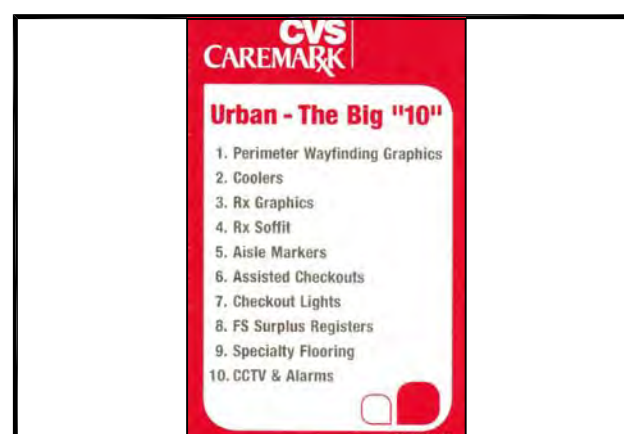 CVS
CAREMARK
Urban - The Big "10"
1. Perimeter Wayfinding Graphics
2. Coolers
3. Rx Graphics
4. Rx Soffit
5. Aisle Markers
6. Assisted Checkouts
7. Checkout Lights
8. FS Surplus Registers
9. Specialty Flooring
10. CCTV & Alarms